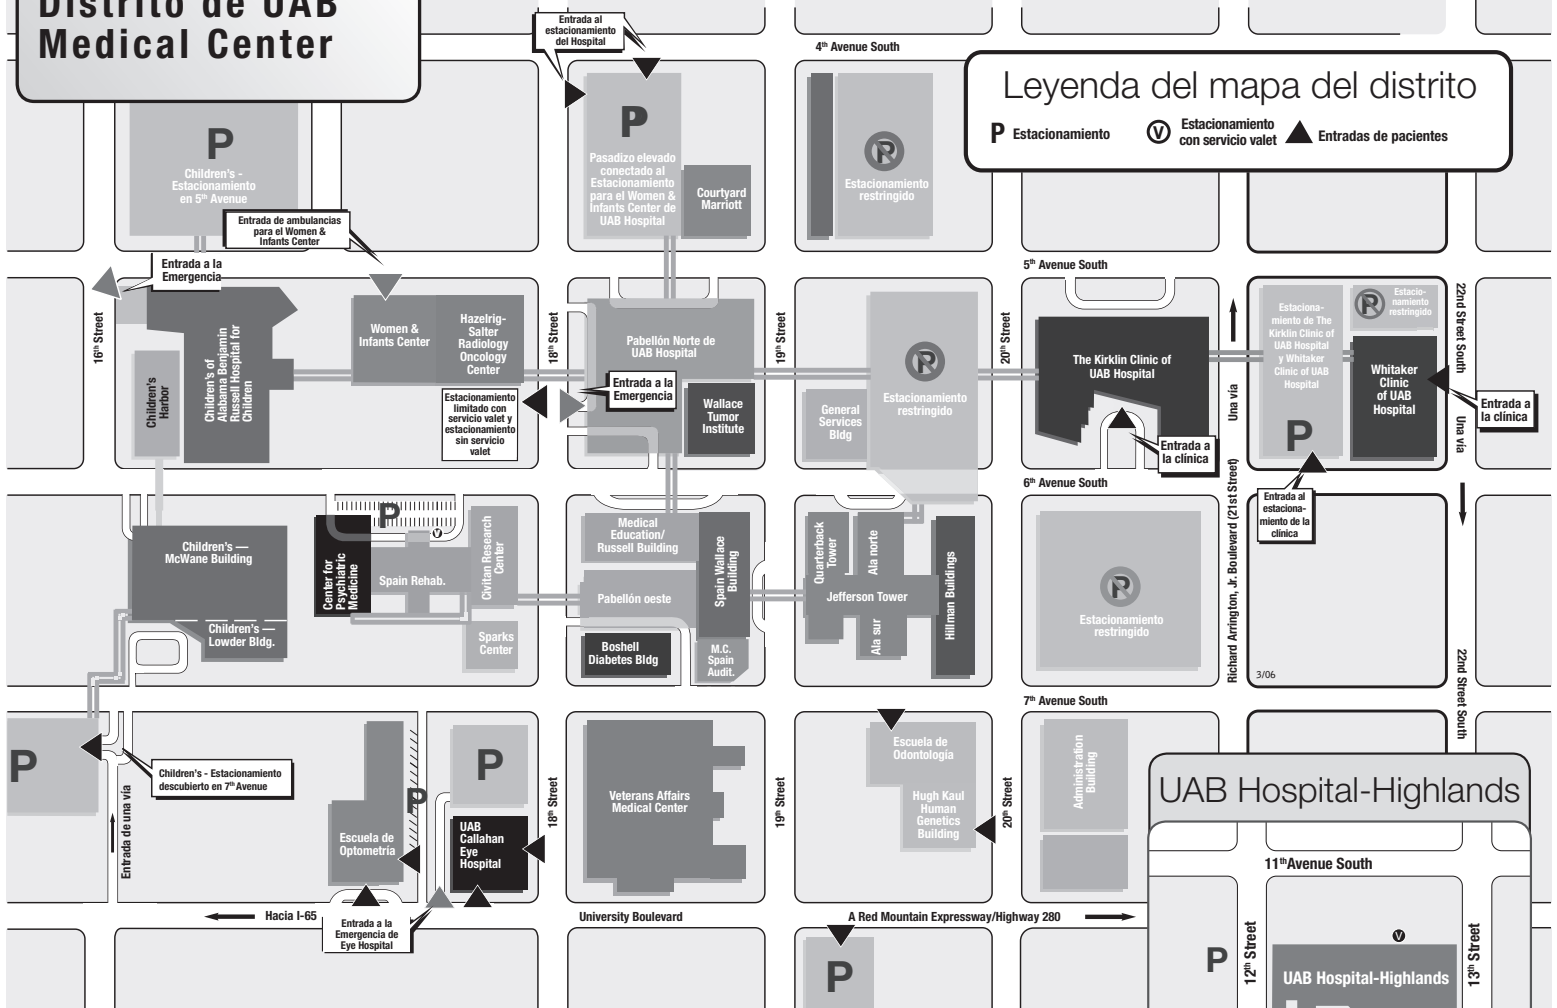 Distrito de UAB
Medical Center
Entrada al
estacionamiento
del Hospital
4th Avenue South
Leyenda del mapa del distrito
P Estacionamiento
V Estacionamiento
con servicio valet
Entradas de pacientes
P
Children's -
Estacionamiento
en 5th Avenue
P
Pasadizo elevado
conectado al
Estacionamiento
para el Women &
Infants Center de
UAB Hospital
Courtyard
Marriott
P
Estacionamiento
restringido
Entrada de ambulancias
para el Women &
Infants Center
Entrada a la
Emergencia
5th Avenue South
16th Street
Children's
Harbor
Children's of
Alabama Benjamin
Russell Hospital for
Children
Women &
Infants Center
Hazelrig-
Salter
Radiology
Oncology
Center
Estacionamiento
limitado con
servicio valet y
estacionamiento
sin servicio
valet
18th Street
Pabellón Norte de
UAB Hospital
Entrada a la
Emergencia
Wallace
Tumor
Institute
19th Street
General
Services
Bldg
P
Estacionamiento
restringido
20th Street
The Kirklin Clinic of
UAB Hospital
Entrada a
la clínica
Una vía
Richard Arrington, Jr. Boulevard (21st Street)
Estaciona-
miento de The
Kirklin Clinic of
UAB Hospital
y Whitaker
Clinic of UAB
Hospital
P
P
Estacio-
namiento
restringido
Whitaker
Clinic
of UAB
Hospital
22nd Street South
Una vía
Entrada a
la clínica
6th Avenue South
Entrada al
estaciona-
miento de la
clínica
Children's —
McWane Building
Children's —
Lowder Bldg.
P
V
Center for
Psychiatric
Medicine
Spain Rehab.
Civitan Research
Center
Sparks
Center
Medical
Education/
Russell Building
Pabellón oeste
Spain Wallace
Building
Boshell
Diabetes Bldg
M.C.
Spain
Audit.
Quarterback
Tower
Ala norte
Jefferson Tower
Ala sur
Hillman Buildings
P
Estacionamiento
restringido
3/06
22nd Street South
7th Avenue South
P
Children's - Estacionamiento
descubierto en 7th Avenue
Entrada de una vía
Escuela de
Optometría
P
P
UAB
Callahan
Eye
Hospital
18th Street
Veterans Affairs
Medical Center
19th Street
Escuela de
Odontología
Hugh Kaul
Human
Genetics
Building
20th Street
Administration
Building
Hacia I-65
Entrada a la
Emergencia de
Eye Hospital
University Boulevard
A Red Mountain Expressway/Highway 280
P
UAB Hospital-Highlands
11th Avenue South
P
12th Street
V
UAB Hospital-Highlands
13th Street